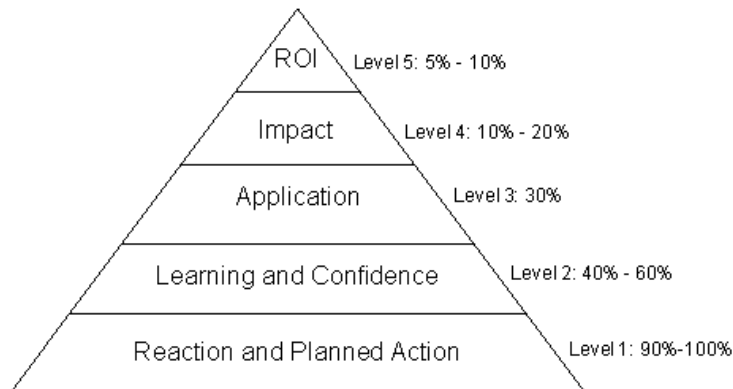 ROI
Level 5: 5% - 10%
Impact
Level 4: 10% - 20%
Application
Level 3: 30%
Learning and Confidence
Level 2: 40% - 60%
Reaction and Planned Action
Level 1: 90%-100%